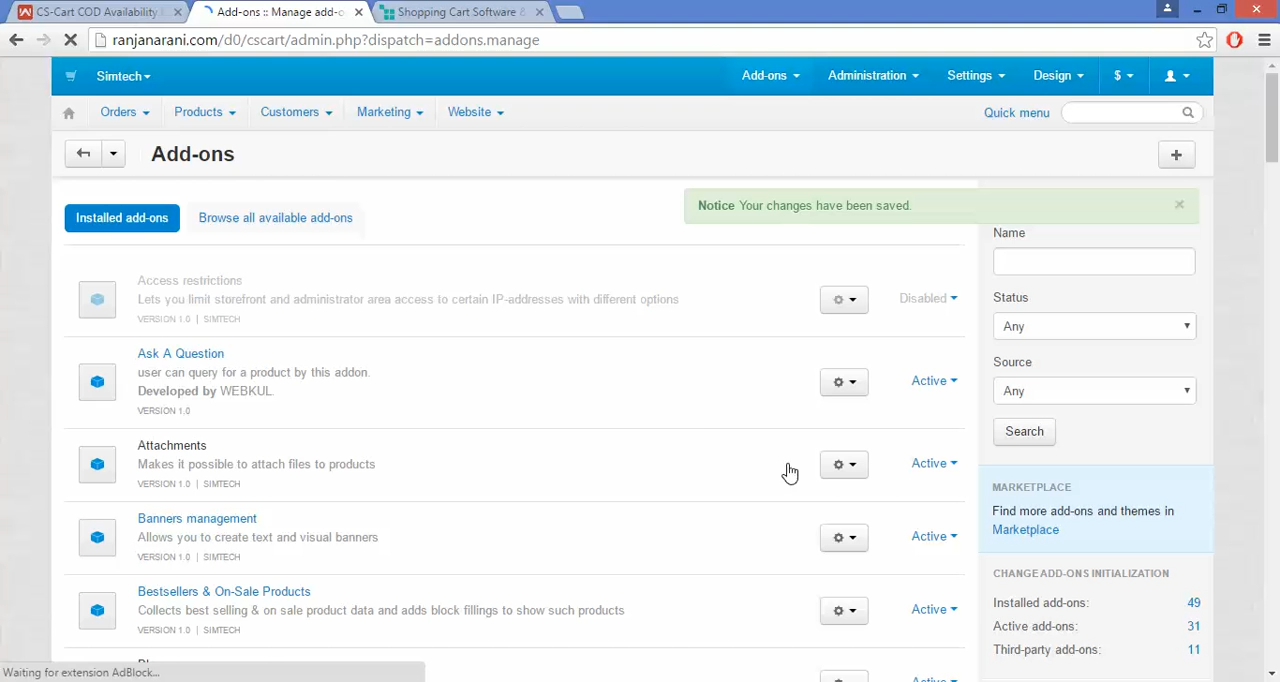 CS-Cart COD Availability
Add-ons :: Manage add-o
Shopping Cart Software &
ranjanarani.com/d0/cscart/admin.php?dispatch=addons.manage
Simtech
Add-ons
Administration
Settings
Design
$
Orders
Products
Customers
Marketing
Website
Quick menu
Add-ons
Notice Your changes have been saved.
Installed add-ons
Browse all available add-ons
Access restrictions
Lets you limit storefront and administrator area access to certain IP-addresses with different options
VERSION 1.0 | SIMTECH
Disabled
Ask A Question
user can query for a product by this addon.
Developed by WEBKUL.
VERSION 1.0
Active
Attachments
Makes it possible to attach files to products
VERSION 1.0 | SIMTECH
Active
Banners management
Allows you to create text and visual banners
VERSION 1.0 | SIMTECH
Active
Bestsellers & On-Sale Products
Collects best selling & on sale product data and adds block fillings to show such products
VERSION 1.0 | SIMTECH
Active
Active
Name
Status
Any
Source
Any
Search
MARKETPLACE
Find more add-ons and themes in
Marketplace
CHANGE ADD-ONS INITIALIZATION
Installed add-ons: 49
Active add-ons: 31
Third-party add-ons: 11
Waiting for extension AdBlock...